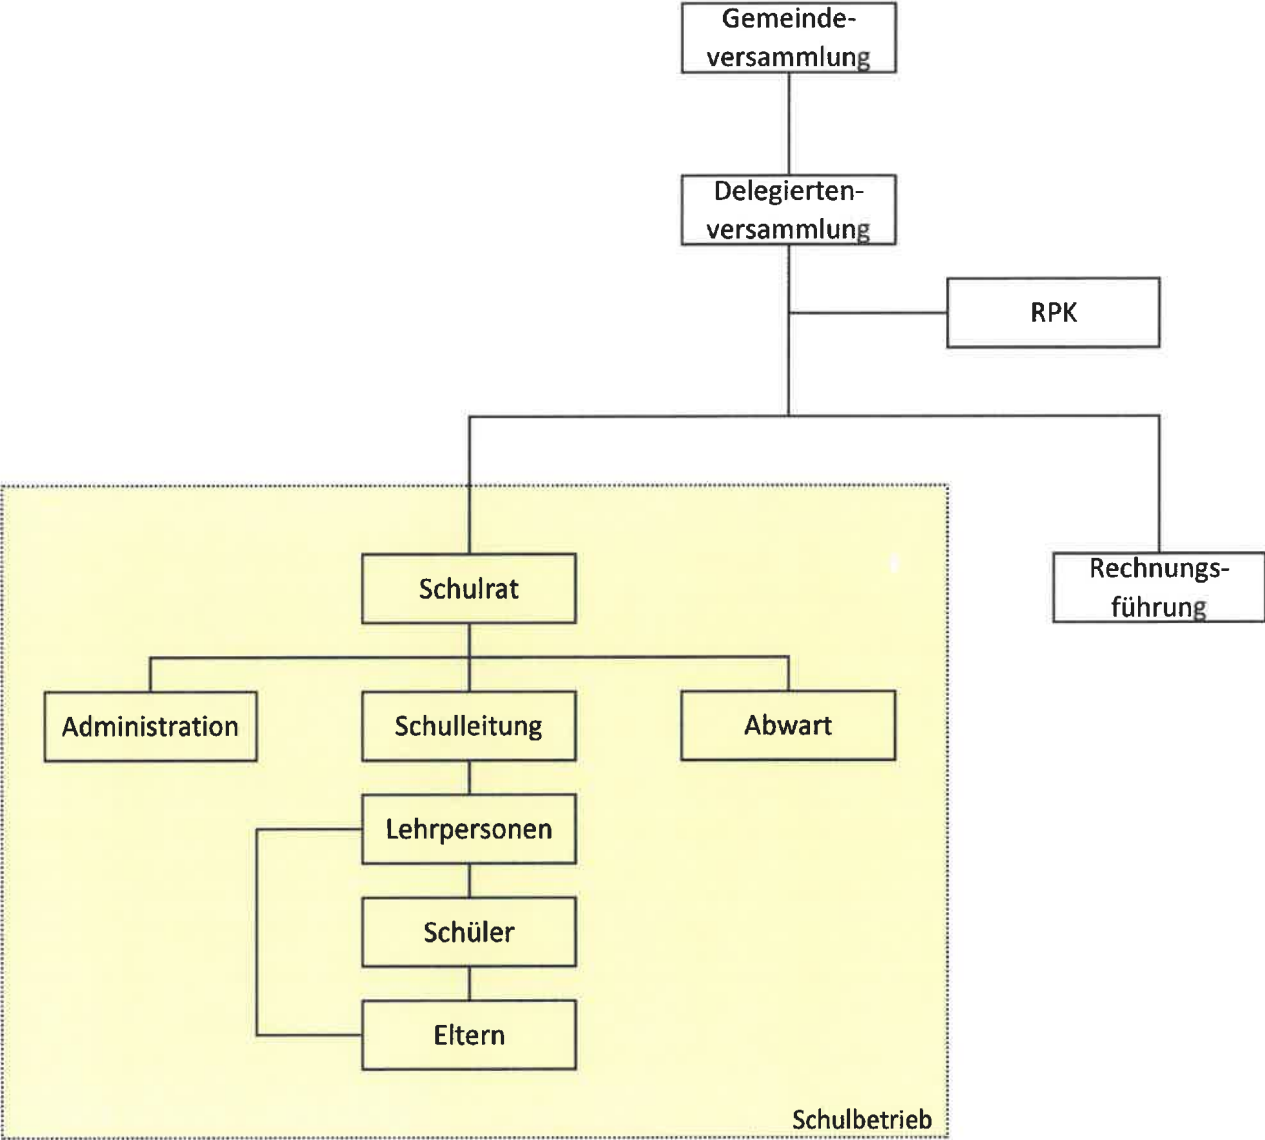 Gemeinde-
versammlung
Delegierten-
versammlung
RPK
Schulrat
Rechnungs-
führung
Administration
Schulleitung
Abwart
Lehrpersonen
Schüler
Eltern
Schulbetrieb